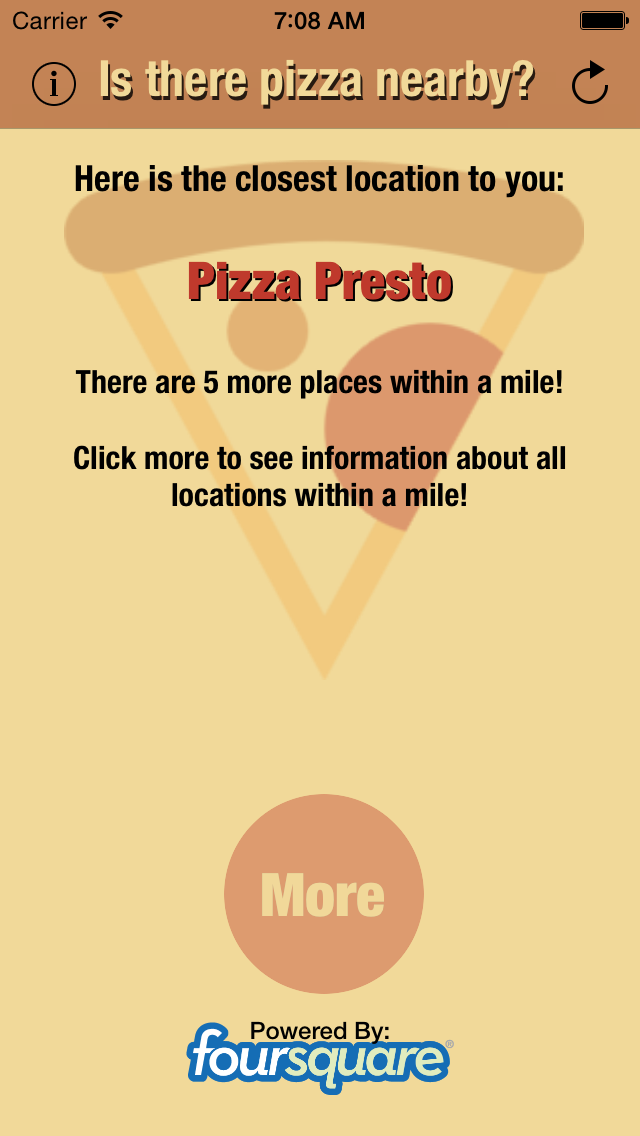 Carrier 7:08 AM
i Is there pizza nearby?
Here is the closest location to you:
Pizza Presto
There are 5 more places within a mile!
Click more to see information about all
locations within a mile!
More
Powered By:
foursquare®